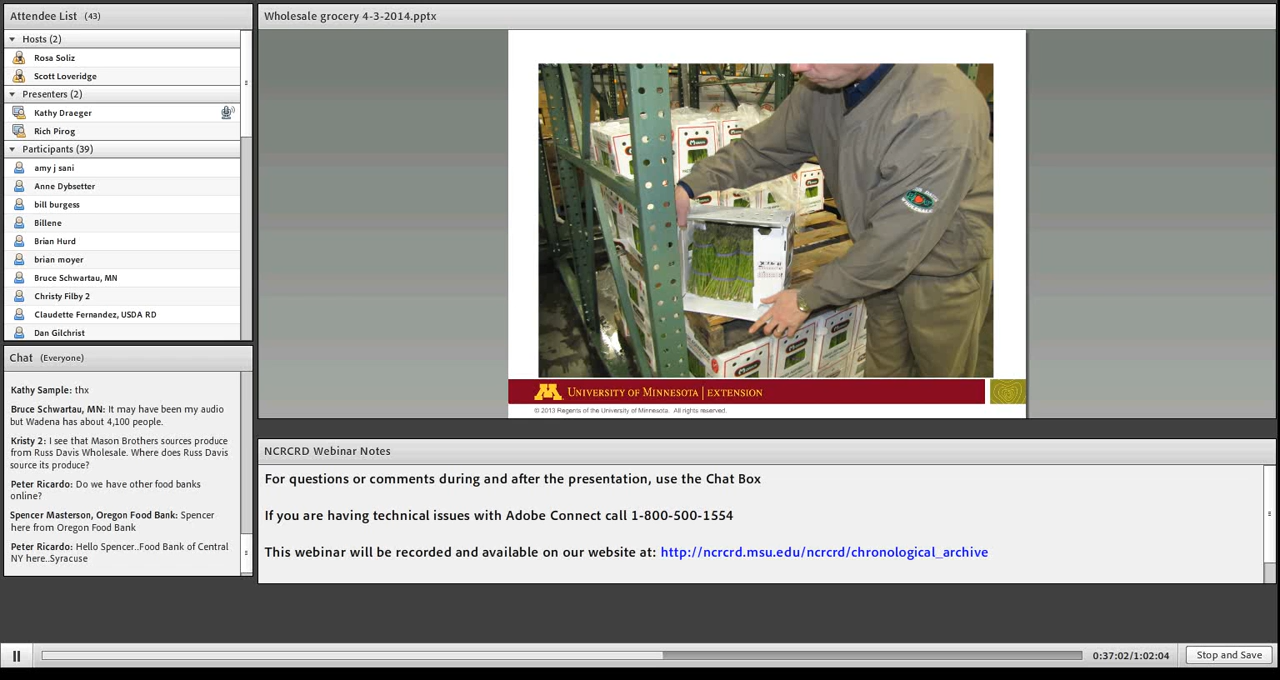 Attendee List (43)
Hosts (2)
Rosa Soliz
Scott Loveridge
Presenters (2)
Kathy Draeger
Rich Pirog
Participants (39)
amy j sani
Anne Dybsetter
bill burgess
Billene
Brian Hurd
brian moyer
Bruce Schwartau, MN
Christy Filby 2
Claudette Fernandez, USDA RD
Dan Gilchrist
Chat (Everyone)
Kathy Sample: thx
Bruce Schwartau, MN: It may have been my audio
but Wadena has about 4,100 people.
Kristy 2: I see that Mason Brothers sources produce
from Russ Davis Wholesale. Where does Russ Davis
source its produce?
Peter Ricardo: Do we have other food banks
online?
Spencer Masterson, Oregon Food Bank: Spencer
here from Oregon Food Bank
Peter Ricardo: Hello Spencer..Food Bank of Central
NY here..Syracuse
Wholesale grocery 4-3-2014.pptx
UNIVERSITY OF MINNESOTA | EXTENSION
© 2013 Regents of the University of Minnesota. All rights reserved.
NCRCRD Webinar Notes
For questions or comments during and after the presentation, use the Chat Box
If you are having technical issues with Adobe Connect call 1-800-500-1554
This webinar will be recorded and available on our website at: http://ncrcrd.msu.edu/ncrcrd/chronological_archive
0:37:02/1:02:04
Stop and Save